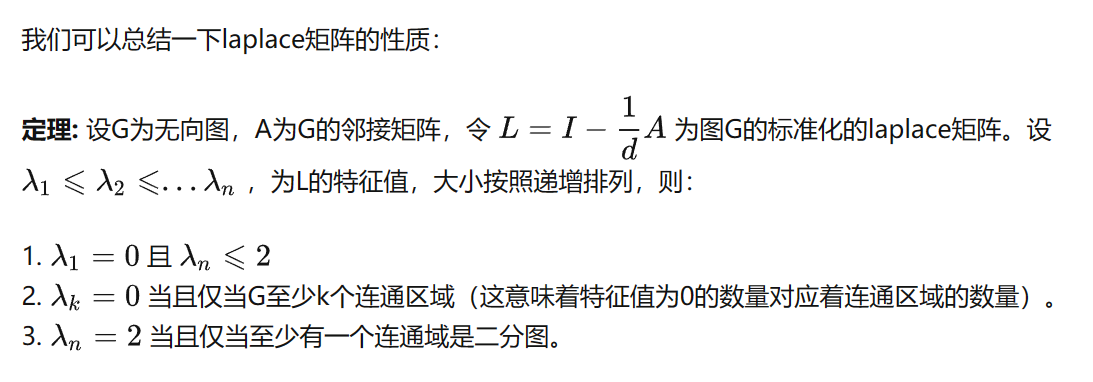 我们可以总结一下laplace矩阵的性质：
定理: 设G为无向图，A为G的邻接矩阵，令 $L = I - \frac{1}{d}A$ 为图G的标准化的laplace矩阵。设
$\lambda_1 \leqslant \lambda_2 \leqslant \ldots \lambda_n$ ，为L的特征值，大小按照递增排列，则：
1. $\lambda_1 = 0$ 且 $\lambda_n \leqslant 2$
2. $\lambda_k = 0$ 当且仅当G至少k个连通区域（这意味着特征值为0的数量对应着连通区域的数量）。
3. $\lambda_n = 2$ 当且仅当至少有一个连通域是二分图。